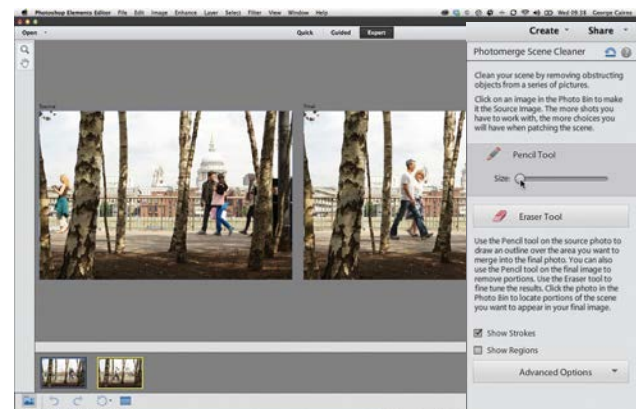 Photoshop Elements Editor File Edit Image Enhance Layer Select Filter View Window Help Wed 09.38 George Cairns
Open Quick Guided Expert Create Share
Photomerge Scene Cleaner
Clean your scene by removing obstructing
objects from a series of pictures.
Click on an image in the Photo Bin to make
it the Source Image. The more shots you
have to work with, the more choices you
will have when patching the scene.
Source Final
Pencil Tool
Size:
Eraser Tool
Use the Pencil tool on the source photo to
draw an outline over the area you want to
merge into the final photo. You can also
use the Pencil tool on the final image to
remove portions. Use the Eraser tool to
fine tune the results. Click the photo in the
Photo Bin to locate portions of the scene
you want to appear in your final image.
Show Strokes
Show Regions
Advanced Options